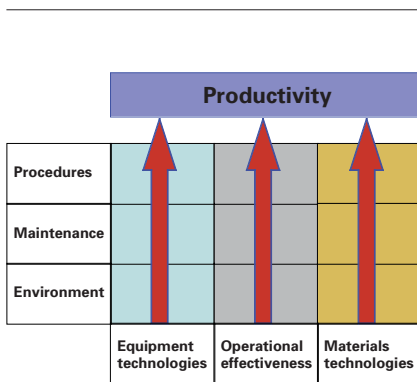 Productivity
Procedures
Maintenance
Environment
Equipment
technologies
Operational
effectiveness
Materials
technologies